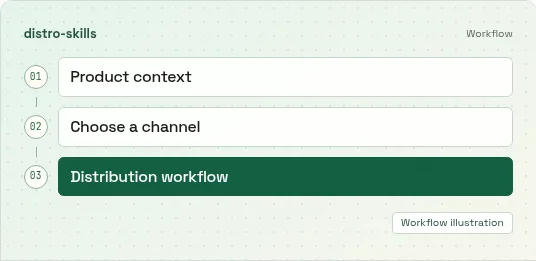 distro-skills
Workflow
01
Product context
02
Choose a channel
03
Distribution workflow
Workflow illustration